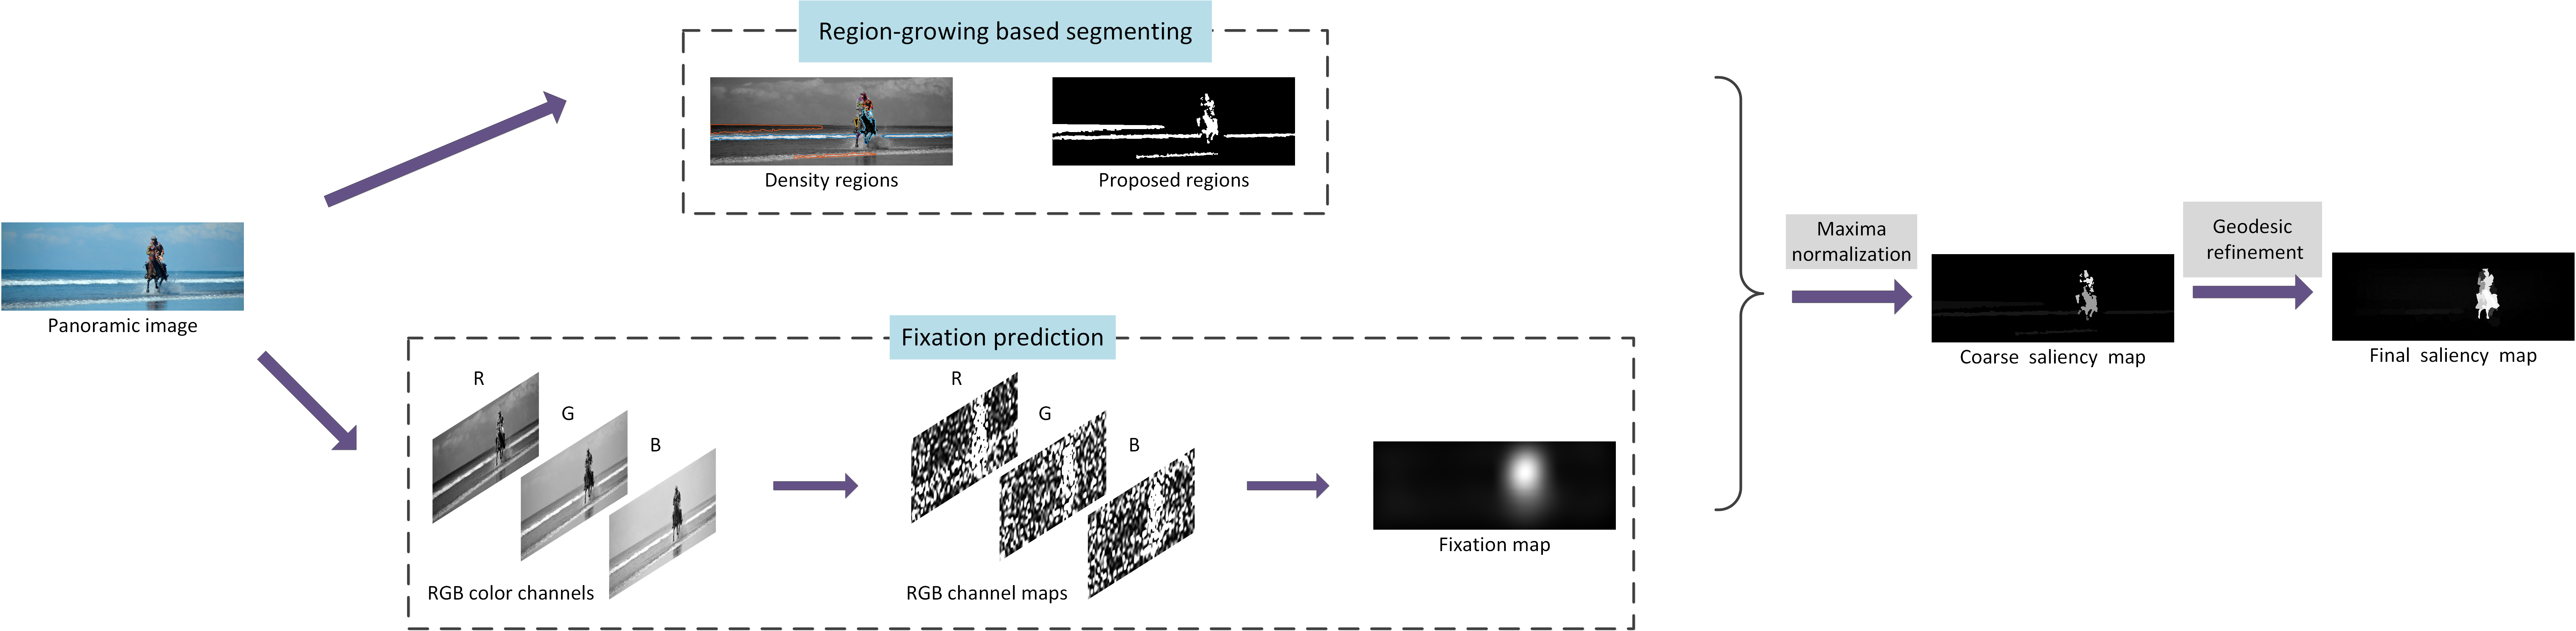 Region-growing based segmenting
Density regions
Proposed regions
Panoramic image
Fixation prediction
R
G
B
RGB color channels
R
G
B
RGB channel maps
Fixation map
Maxima
normalization
Coarse saliency map
Geodesic
refinement
Final saliency map